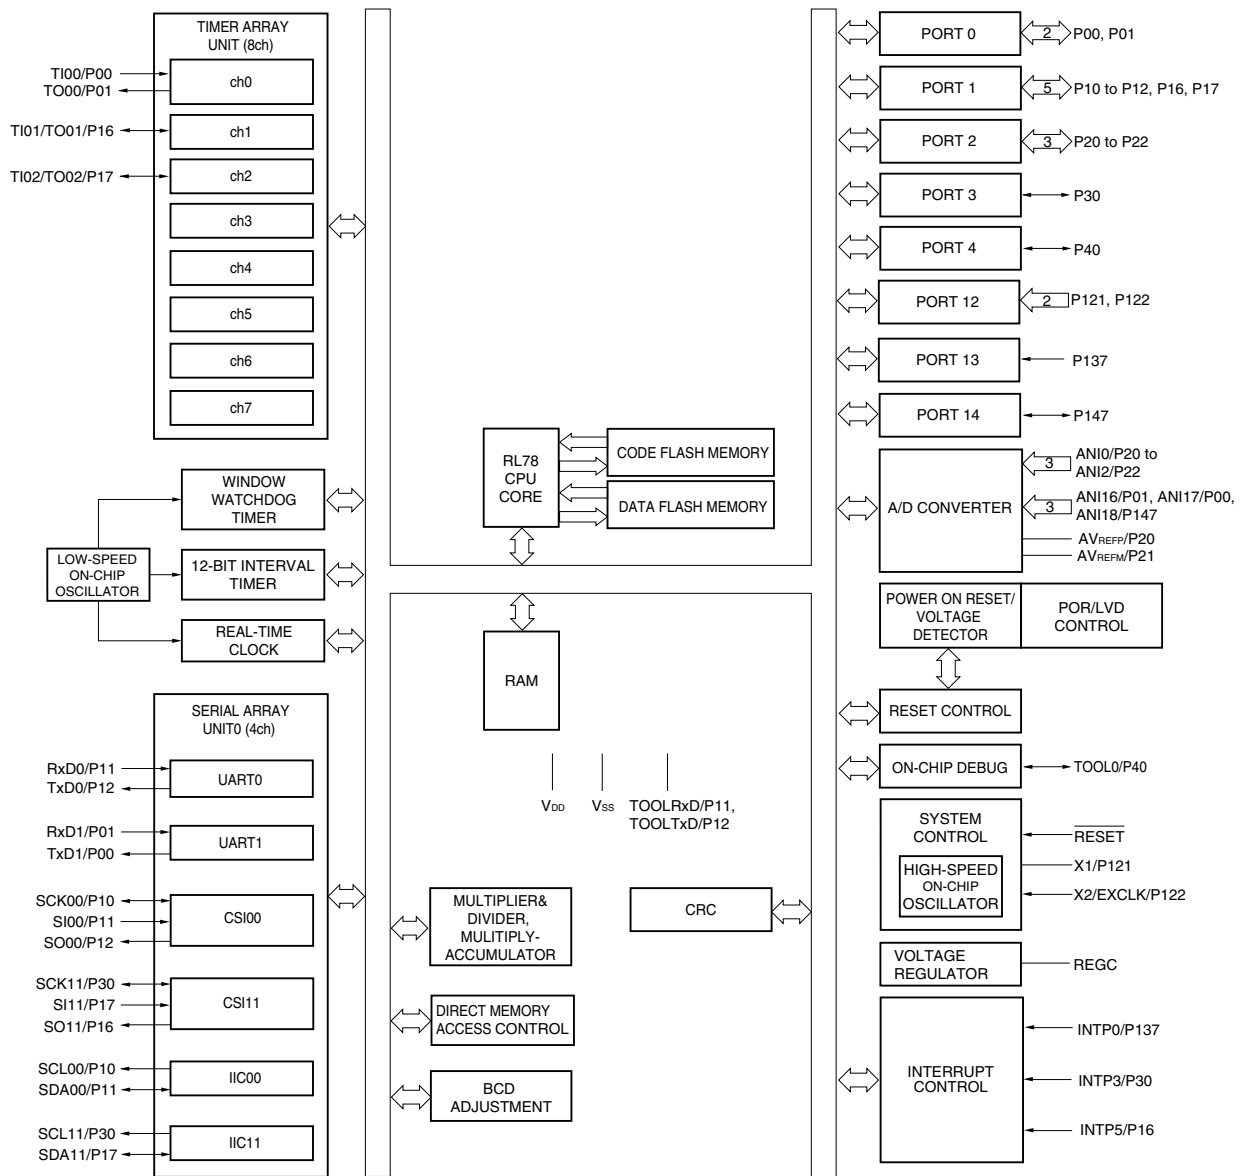 TIMER ARRAY
UNIT (8ch)
TI00/P00
TO00/P01
ch0
TI01/TO01/P16
ch1
TI02/TO02/P17
ch2
ch3
ch4
ch5
ch6
ch7
WINDOW
WATCHDOG
TIMER
LOW-SPEED
ON-CHIP
OSCILLATOR
12-BIT INTERVAL
TIMER
REAL-TIME
CLOCK
SERIAL ARRAY
UNIT0 (4ch)
RxD0/P11
TxD0/P12
UART0
RxD1/P01
TxD1/P00
UART1
SCK00/P10
SI00/P11
SO00/P12
CSI00
SCK11/P30
SI11/P17
SO11/P16
CSI11
SCL00/P10
SDA00/P11
IIC00
SCL11/P30
SDA11/P17
IIC11
RL78
CPU
CORE
CODE FLASH MEMORY
DATA FLASH MEMORY
RAM
VDD
VSS
TOOLRxD/P11,
TOOLTxD/P12
MULTIPLIER&
DIVIDER,
MULITIPLY-
ACCUMULATOR
CRC
DIRECT MEMORY
ACCESS CONTROL
BCD
ADJUSTMENT
PORT 0
2
P00, P01
PORT 1
5
P10 to P12, P16, P17
PORT 2
3
P20 to P22
PORT 3
P30
PORT 4
P40
PORT 12
2
P121, P122
PORT 13
P137
PORT 14
P147
A/D CONVERTER
3
ANI0/P20 to
ANI2/P22
3
ANI16/P01, ANI17/P00,
ANI18/P147
AVREFP/P20
AVREFM/P21
POWER ON RESET/
VOLTAGE
DETECTOR
POR/LVD
CONTROL
RESET CONTROL
ON-CHIP DEBUG
TOOL0/P40
SYSTEM
CONTROL
HIGH-SPEED
ON-CHIP
OSCILLATOR
RESET
X1/P121
X2/EXCLK/P122
VOLTAGE
REGULATOR
REGC
INTERRUPT
CONTROL
INTP0/P137
INTP3/P30
INTP5/P16